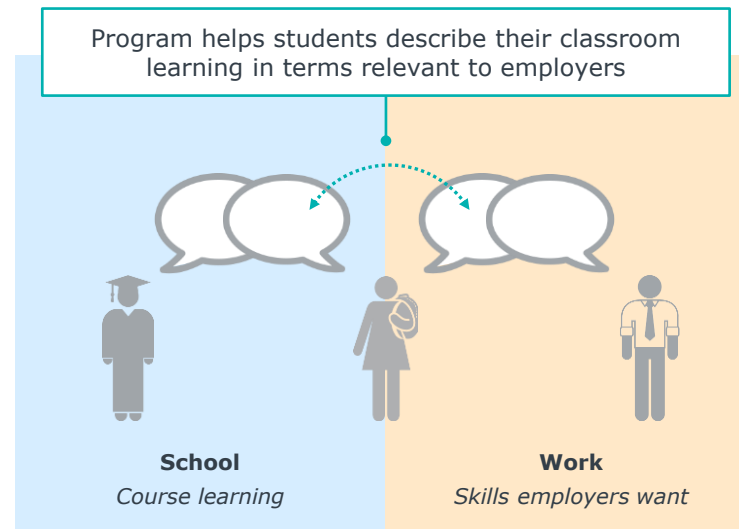 Program helps students describe their classroom
learning in terms relevant to employers
School
Course learning
Work
Skills employers want